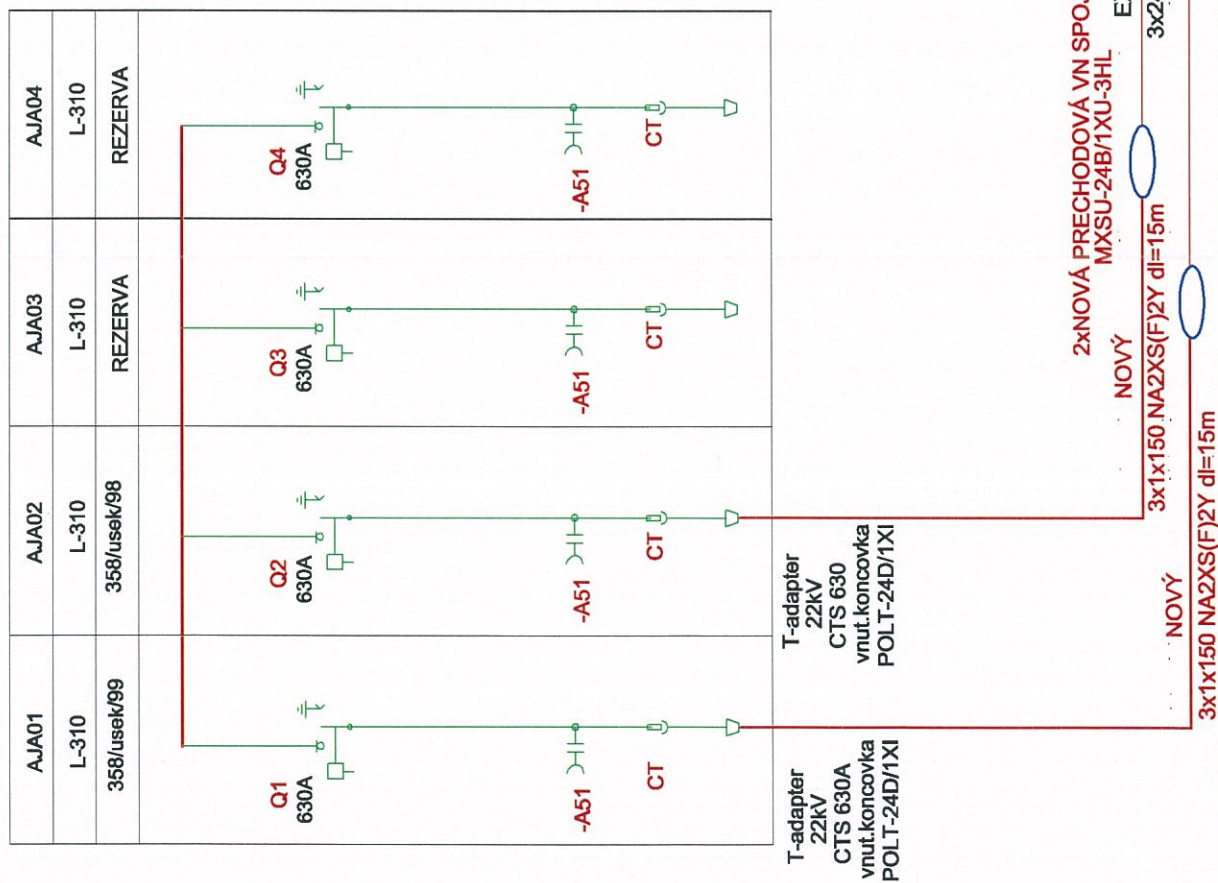 AJA01
L-310
358/usek/99
AJA02
L-310
358/usek/98
AJA03
L-310
REZERVA
AJA04
L-310
REZERVA
Q1
630A
-A51
CT
Q2
630A
-A51
CT
Q3
630A
-A51
CT
Q4
630A
-A51
CT
T-adapter
22kV
CTS 630A
vnut.koncovka
POLT-24D/1XI
T-adapter
22kV
CTS 630
vnut.koncovka
POLT-24D/1XI
NOVÝ
3x1x150 NA2XS(F)2Y dl=15m
NOVÝ
3x1x150 NA2XS(F)2Y dl=15m
2xNOVÁ PRECHODOVÁ VN SPOJ
MXSU-24B/1XU-3HL